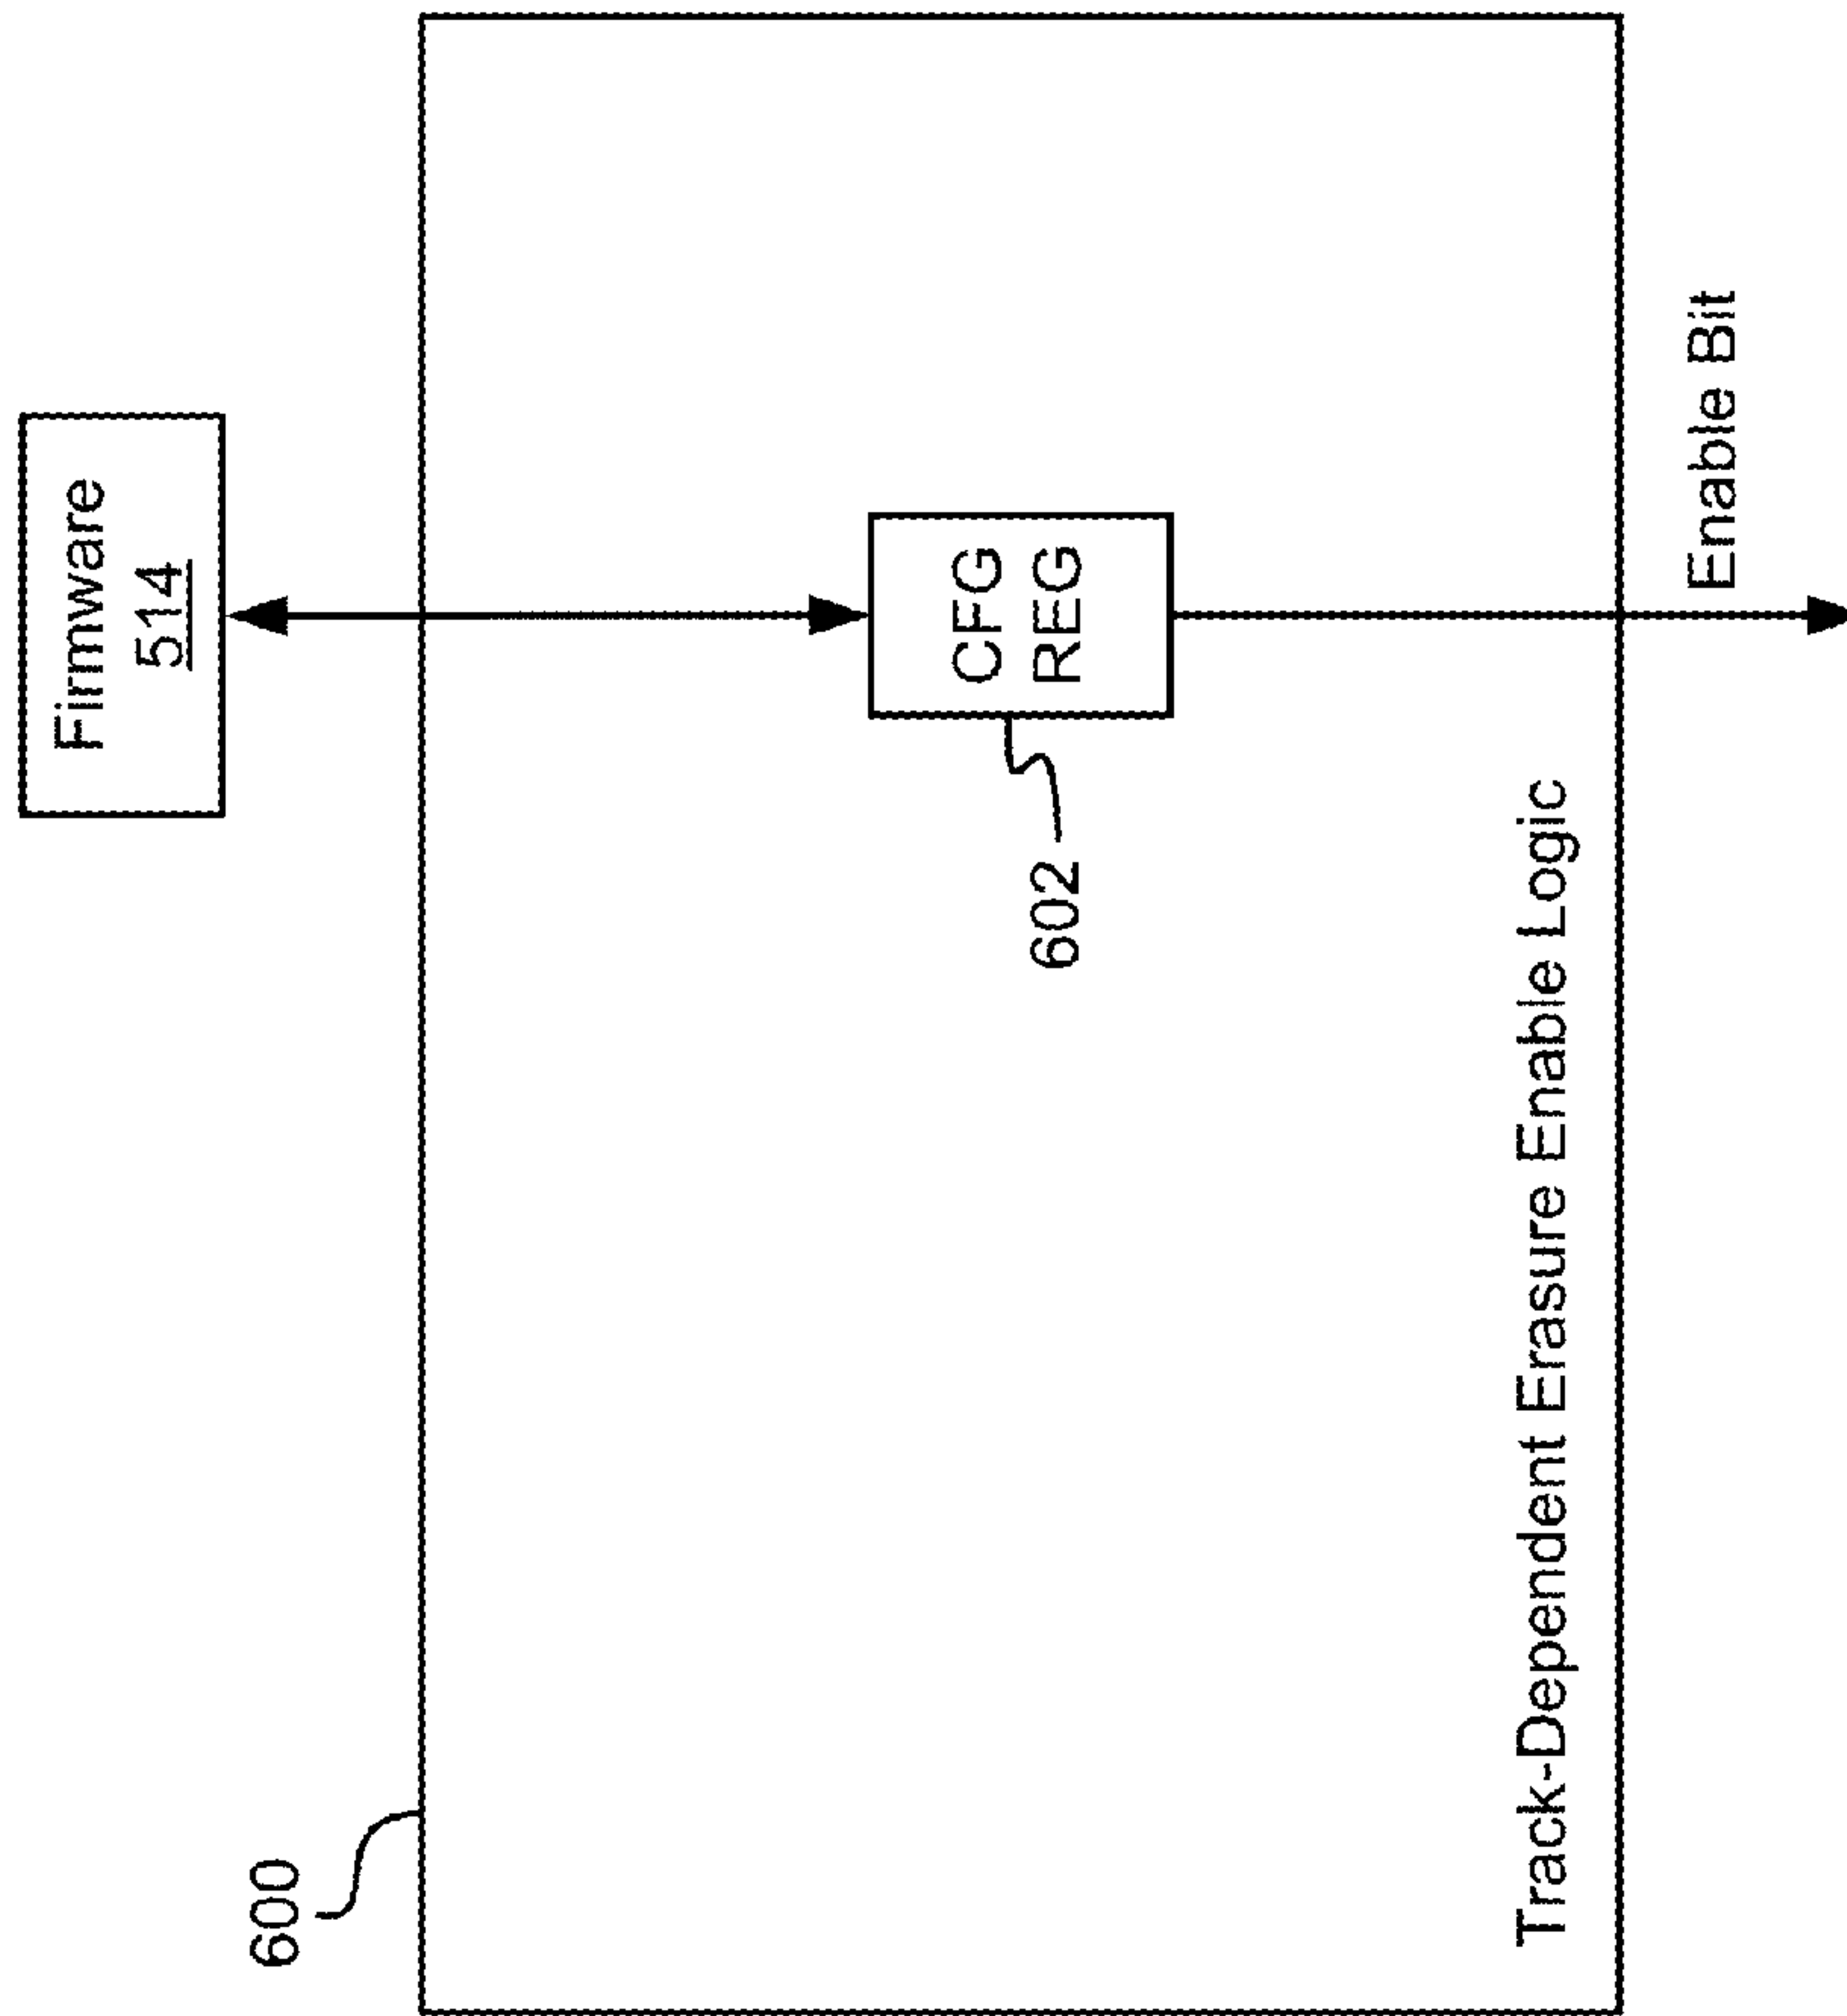 Firmware
514
600
CFG
REG
602
Track-Dependent Erasure Enable Logic
Enable Bit